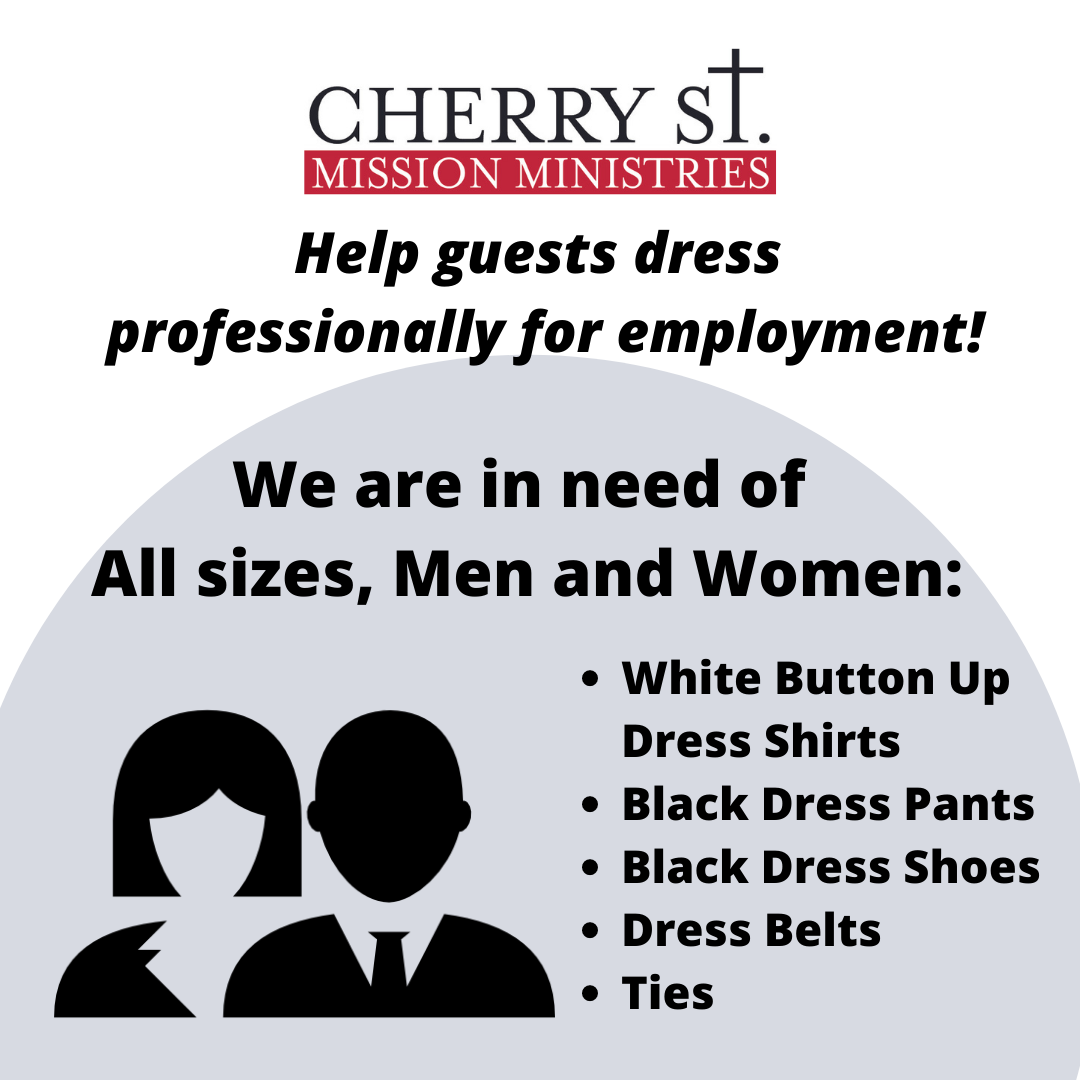 CHERRY ST.
MISSION MINISTRIES
Help guests dress
professionally for employment!
We are in need of
All sizes, Men and Women:
• White Button Up
Dress Shirts
• Black Dress Pants
• Black Dress Shoes
• Dress Belts
• Ties